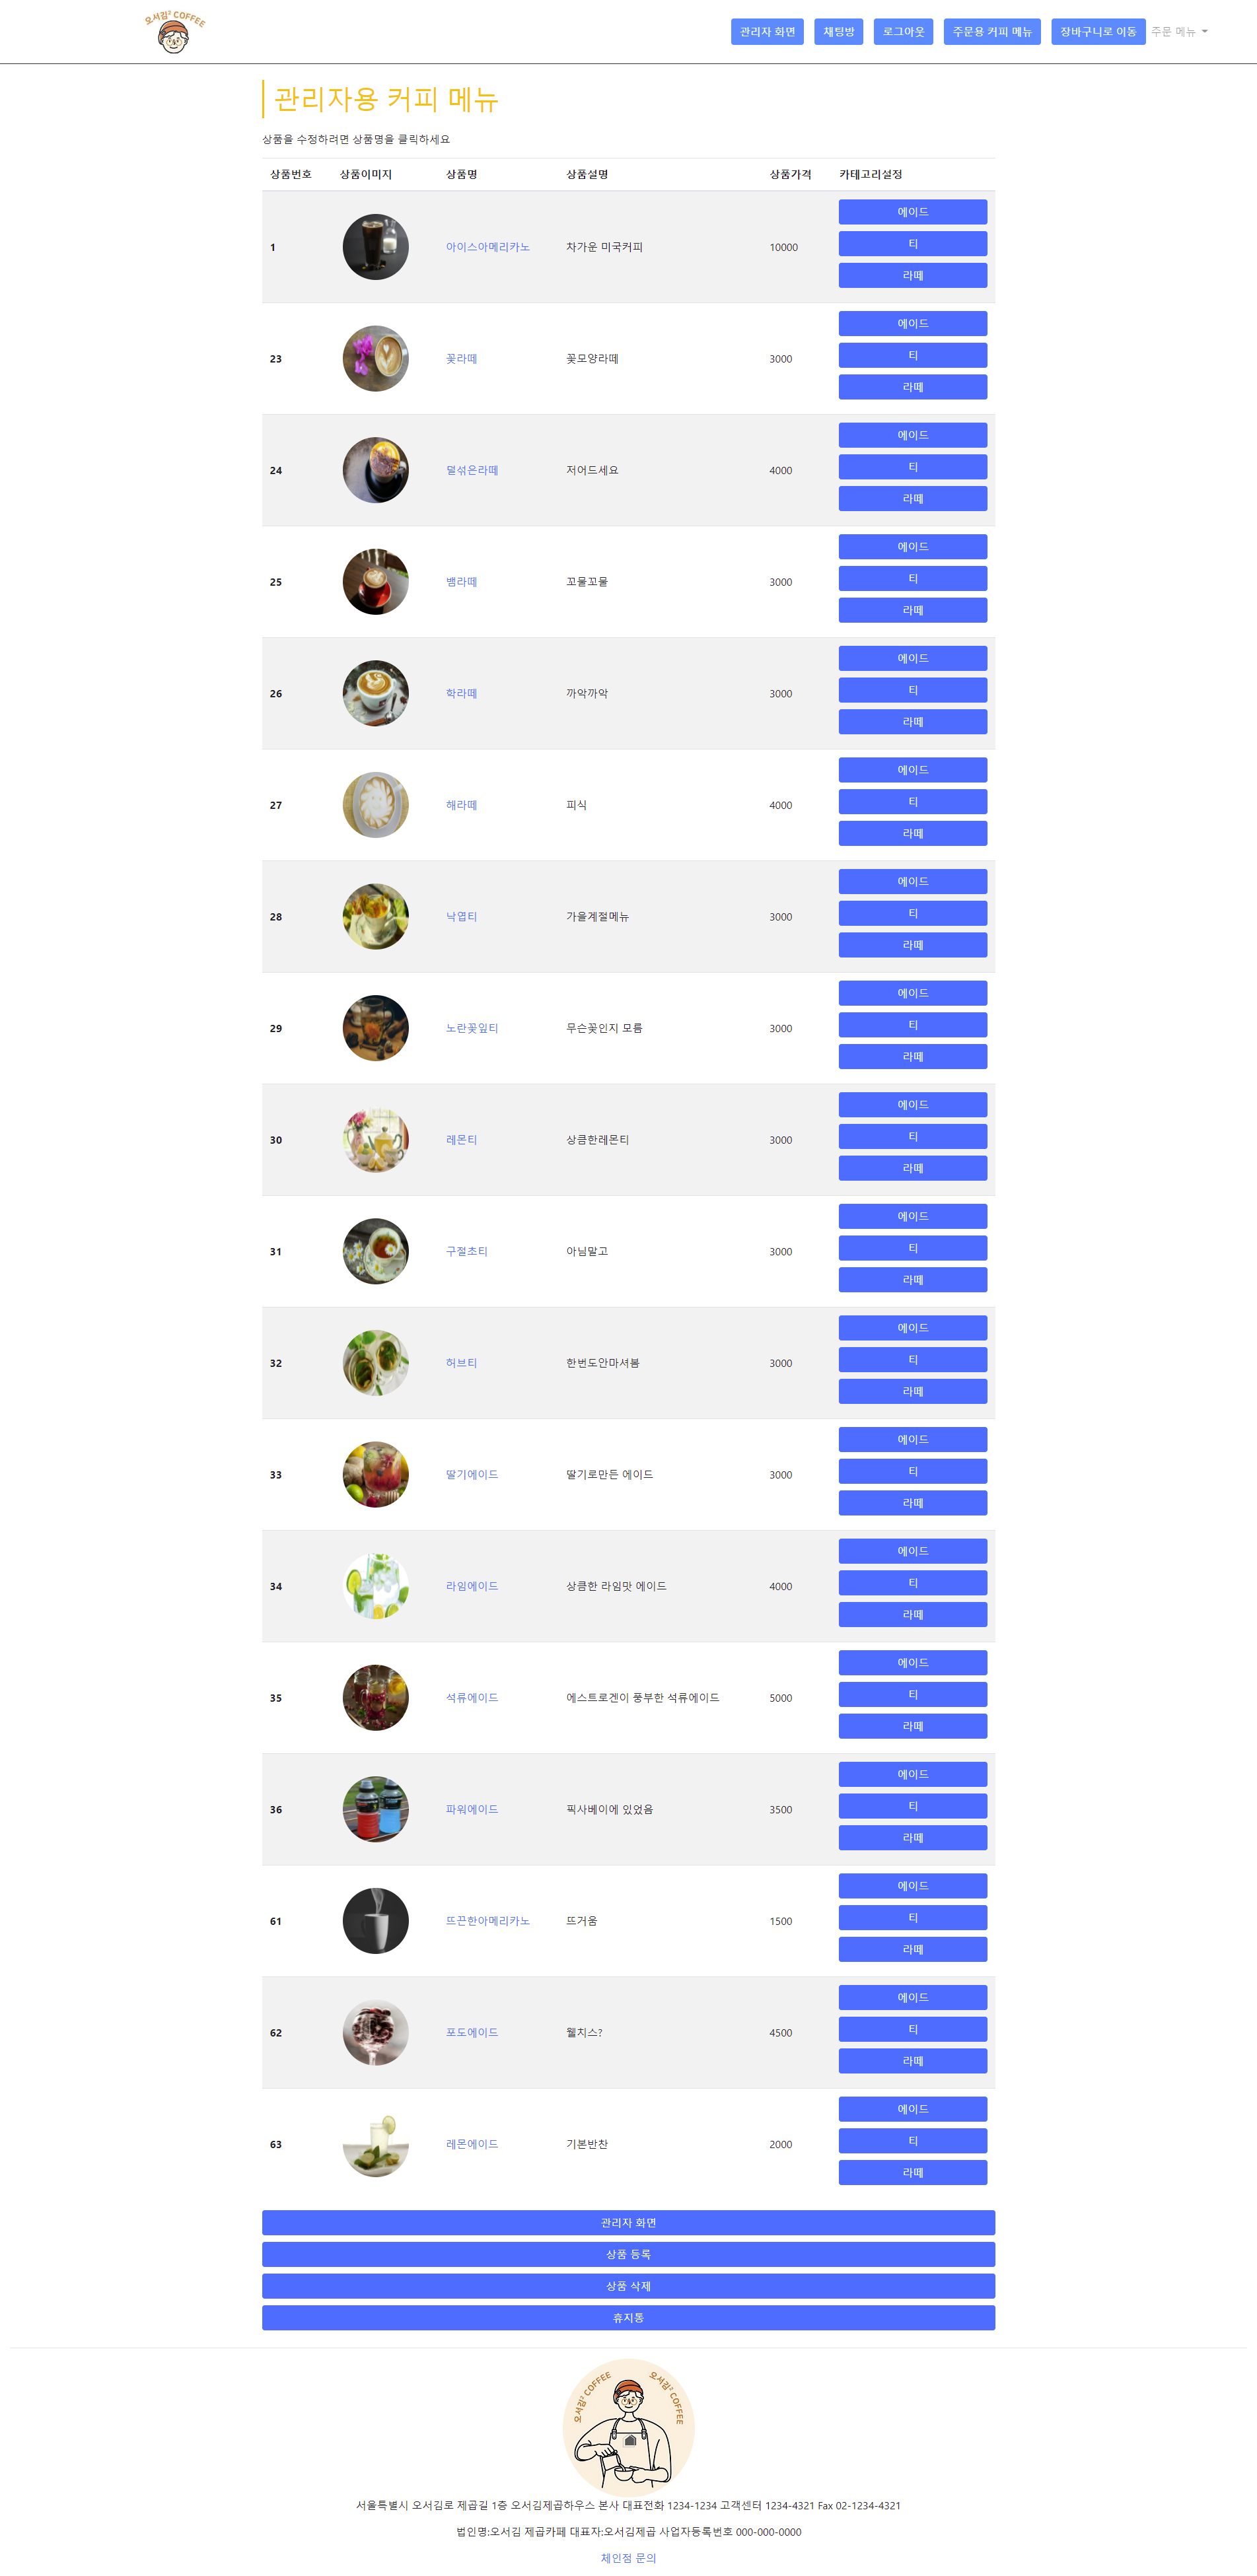 오서김² COFFEE
관리자 화면 채팅방 로그아웃 주문용 커피 메뉴 장바구니로 이동 주문 메뉴
관리자용 커피 메뉴
상품을 수정하려면 상품명을 클릭하세요
상품번호 상품이미지 상품명 상품설명 상품가격 카테고리설정
에이드
1 아이스아메리카노 차가운 미국커피 10000 티
라떼
에이드
23 꽃라떼 꽃모양라떼 3000 티
라떼
에이드
24 덜섞은라떼 저어드세요 4000 티
라떼
에이드
25 뱀라떼 꼬물꼬물 3000 티
라떼
에이드
26 학라떼 까악까악 3000 티
라떼
에이드
27 해라떼 피식 4000 티
라떼
에이드
28 낙엽티 가을계절메뉴 3000 티
라떼
에이드
29 노란꽃잎티 무슨꽃인지 모름 3000 티
라떼
에이드
30 레몬티 상큼한레몬티 3000 티
라떼
에이드
31 구절초티 아님말고 3000 티
라떼
에이드
32 허브티 한번도안마셔봄 3000 티
라떼
에이드
33 딸기에이드 딸기로만든 에이드 3000 티
라떼
에이드
34 라임에이드 상큼한 라임맛 에이드 4000 티
라떼
에이드
35 석류에이드 에스트로겐이 풍부한 석류에이드 5000 티
라떼
에이드
36 파워에이드 픽사베이에 있었음 3500 티
라떼
에이드
61 뜨끈한아메리카노 뜨거움 1500 티
라떼
에이드
62 포도에이드 웰치스? 4500 티
라떼
에이드
63 레몬에이드 기본반찬 2000 티
라떼
관리자 화면
상품 등록
상품 삭제
휴지통
오서김² COFFEE 오서김² COFFEE
서울특별시 오서김로 제곱길 1층 오서김제곱하우스 본사 대표전화 1234-1234 고객센터 1234-4321 Fax 02-1234-4321
법인명:오서김 제곱카페 대표자:오서김제곱 사업자등록번호 000-000-0000
체인점 문의